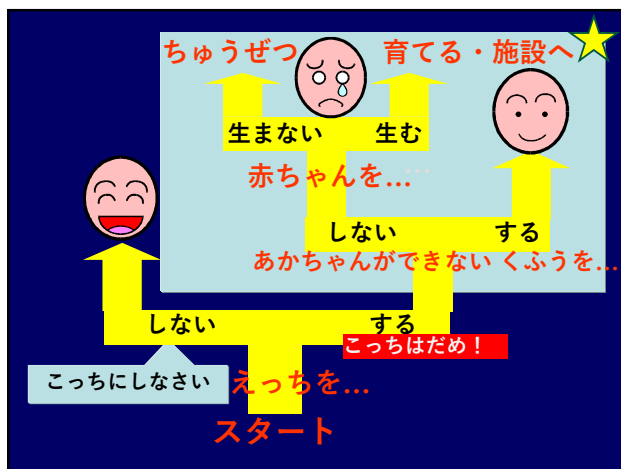 ちゅうぜつ
育てる・施設へ
生まない
生む
赤ちゃんを…
しない
する
あかちゃんができない くふうを…
しない
する
こっちはだめ！
こっちにしなさい
えっちを…
スタート